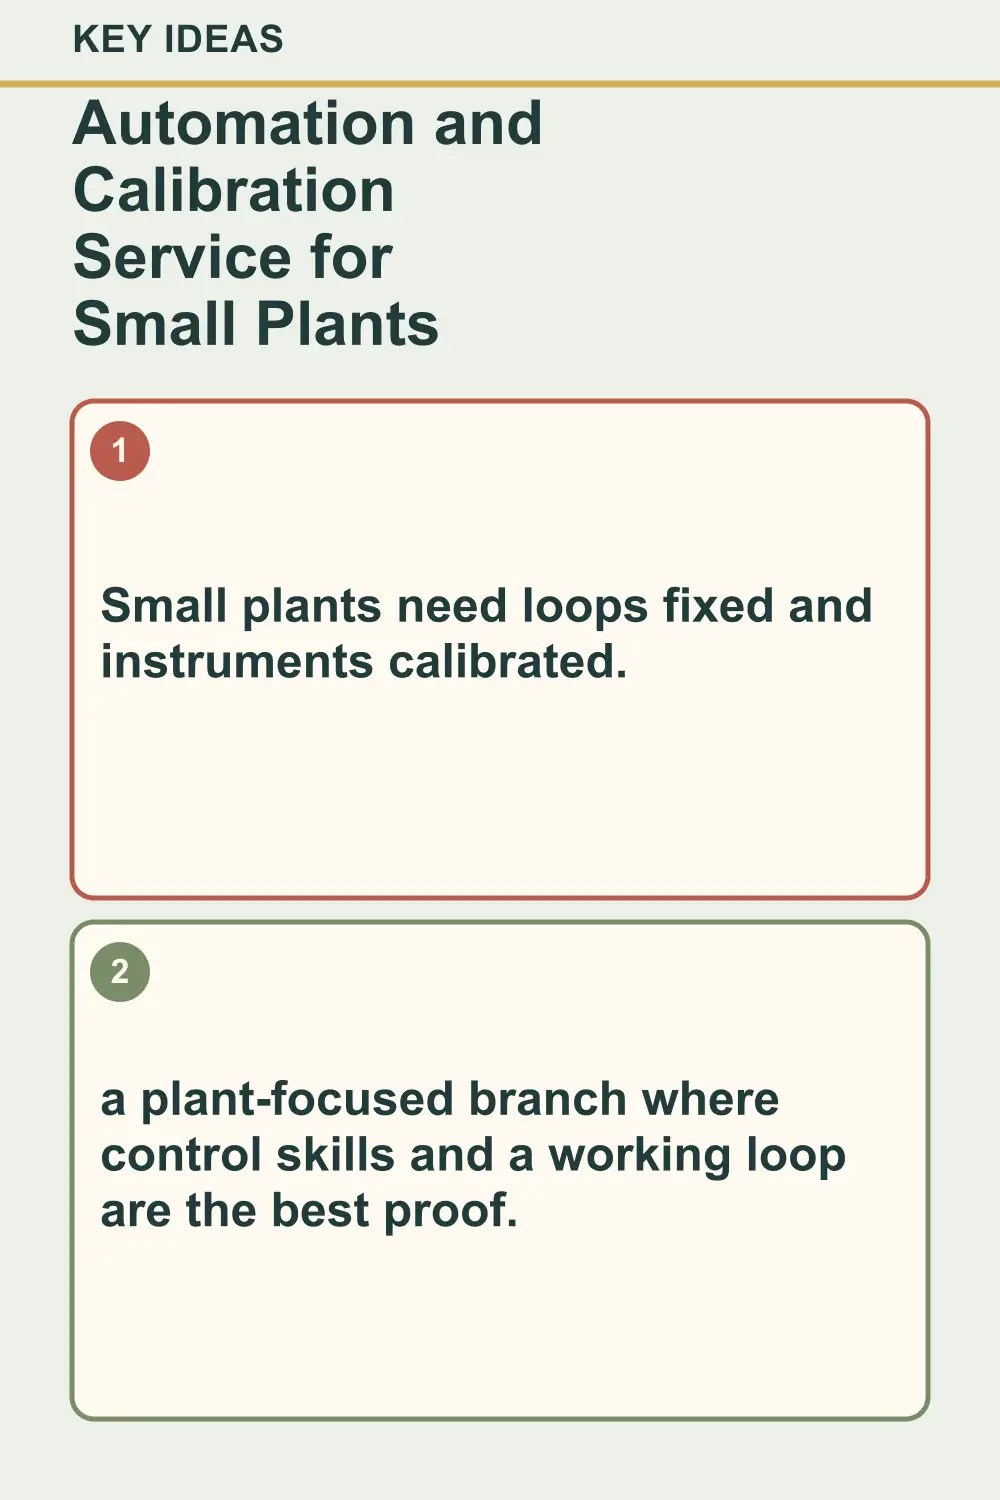 KEY IDEAS
Automation and
Calibration
Service for
Small Plants
1
Small plants need loops fixed and
instruments calibrated.
2
a plant-focused branch where
control skills and a working loop
are the best proof.